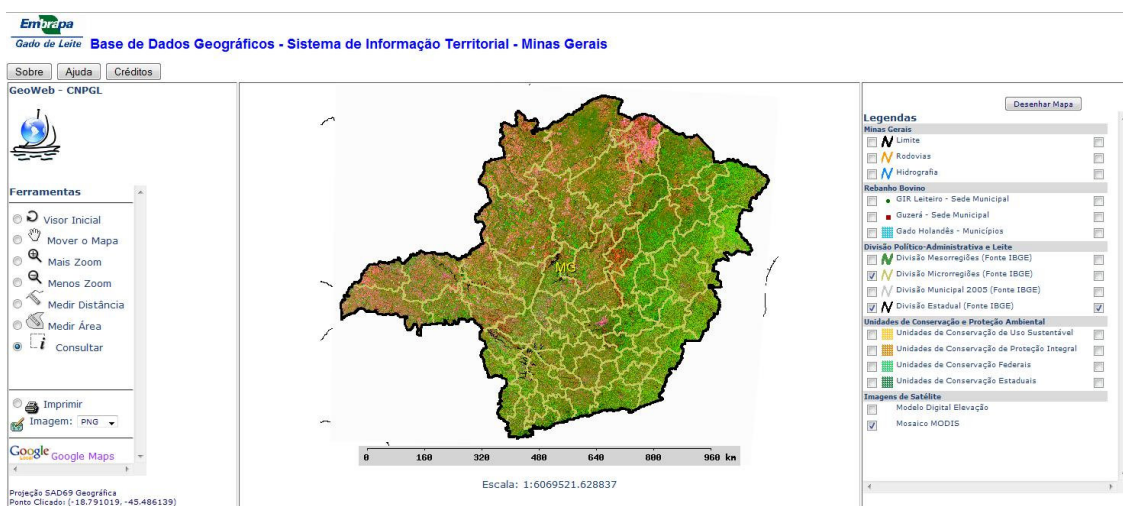 Embrapa
Gado de Leite Base de Dados Geográficos - Sistema de Informação Territorial - Minas Gerais
Sobre Ajuda Créditos
GeoWeb - CNPGL
Ferramentas
Visor Inicial
Mover o Mapa
Mais Zoom
Menos Zoom
Medir Distância
Medir Área
Consultar
Imprimir
Imagem: PNG
Google Google Maps
Projeção SAD69 Geográfica
Ponto Clicado: (-18.791019, -45.486139)
MG
0 160 320 480 640 800 960 km
Escala: 1:6069521.628837
Desenhar Mapa
Legendas
Minas Gerais
Limite
Rodovias
Hidrografia
Rebanho Bovino
GIR Leiteiro - Sede Municipal
Guzerá - Sede Municipal
Gado Holandês - Municípios
Divisão Político-Administrativa e Leite
Divisão Mesorregiões (Fonte IBGE)
Divisão Microrregiões (Fonte IBGE)
Divisão Municipal 2005 (Fonte IBGE)
Divisão Estadual (Fonte IBGE)
Unidades de Conservação e Proteção Ambiental
Unidades de Conservação de Uso Sustentável
Unidades de Conservação de Proteção Integral
Unidades de Conservação Federais
Unidades de Conservação Estaduais
Imagens de Satélite
Modelo Digital Elevação
Mosaico MODIS